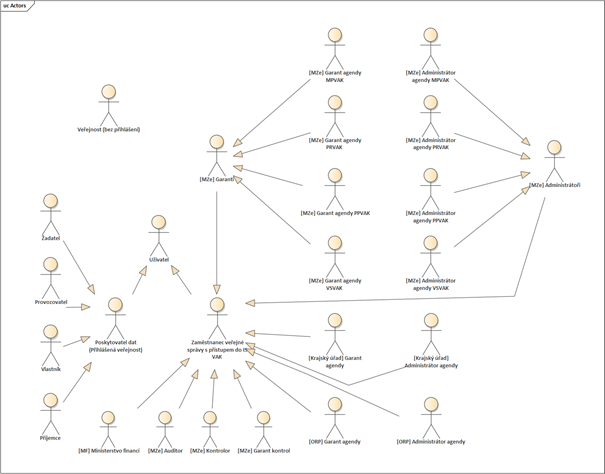 uc Actors
[MZe] Garant agendy
MPVAK
[MZe] Administrátor
agendy MPVAK
Veřejnost (bez přihlášení)
[MZe] Garant agendy
PRVAK
[MZe] Administrátor
agendy PRVAK
[MZe] Garanti
[MZe] Administrátoři
[MZe] Garant agendy PPVAK
[MZe] Administrátor
agendy PPVAK
Žadatel
Uživatel
[MZe] Garant agendy
VSVAK
[MZe] Administrátor
agendy VSVAK
Provozovatel
Poskytovatel dat
(Přihlášená veřejnost)
Zaměstnanec veřejné
správy s přístupem do IS
VAK
[Krajský úřad] Garant
agendy
[Krajský úřad]
Administrátor agendy
Vlastník
Příjemce
[MF] Ministerstvo financí
[MZe] Auditor
[MZe] Kontrolor
[MZe] Garant kontrol
[ORP] Garant agendy
[ORP] Administrátor agendy